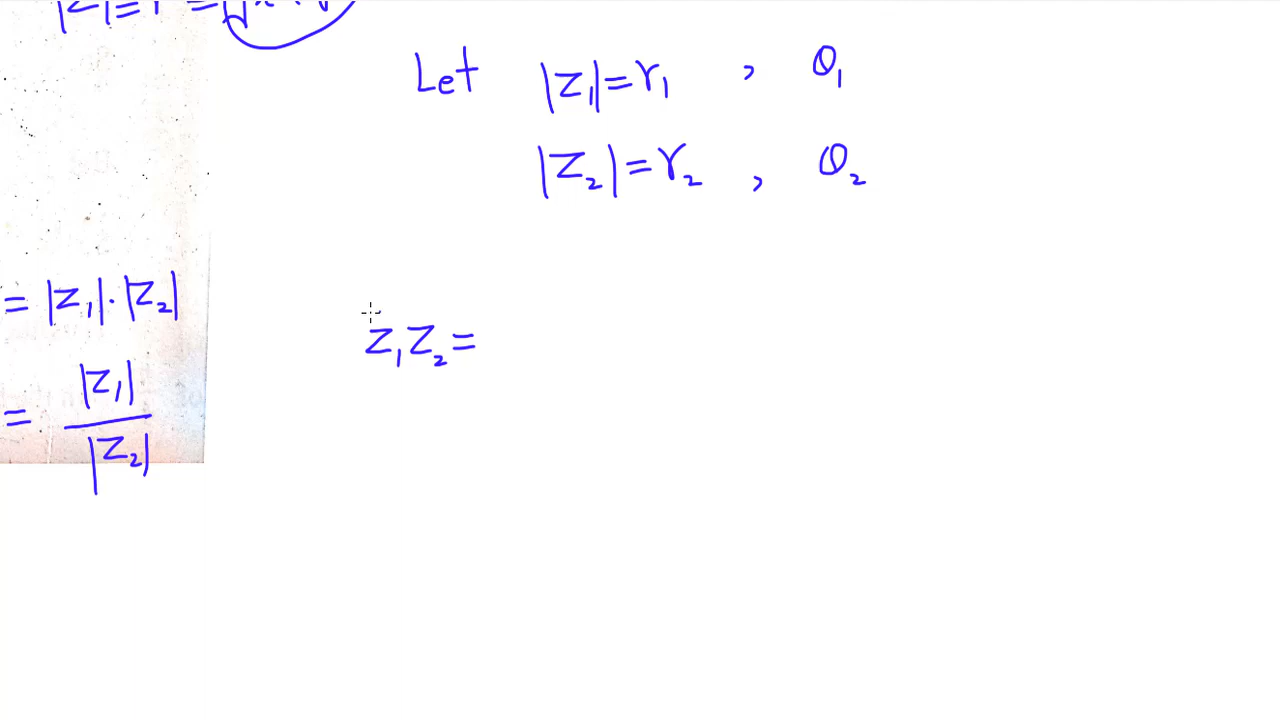 Let |z₁| = r₁ , θ₁
|z₂| = r₂ , θ₂
= |z₁| · |z₂|
z₁z₂ =
= |z₁| / |z₂|